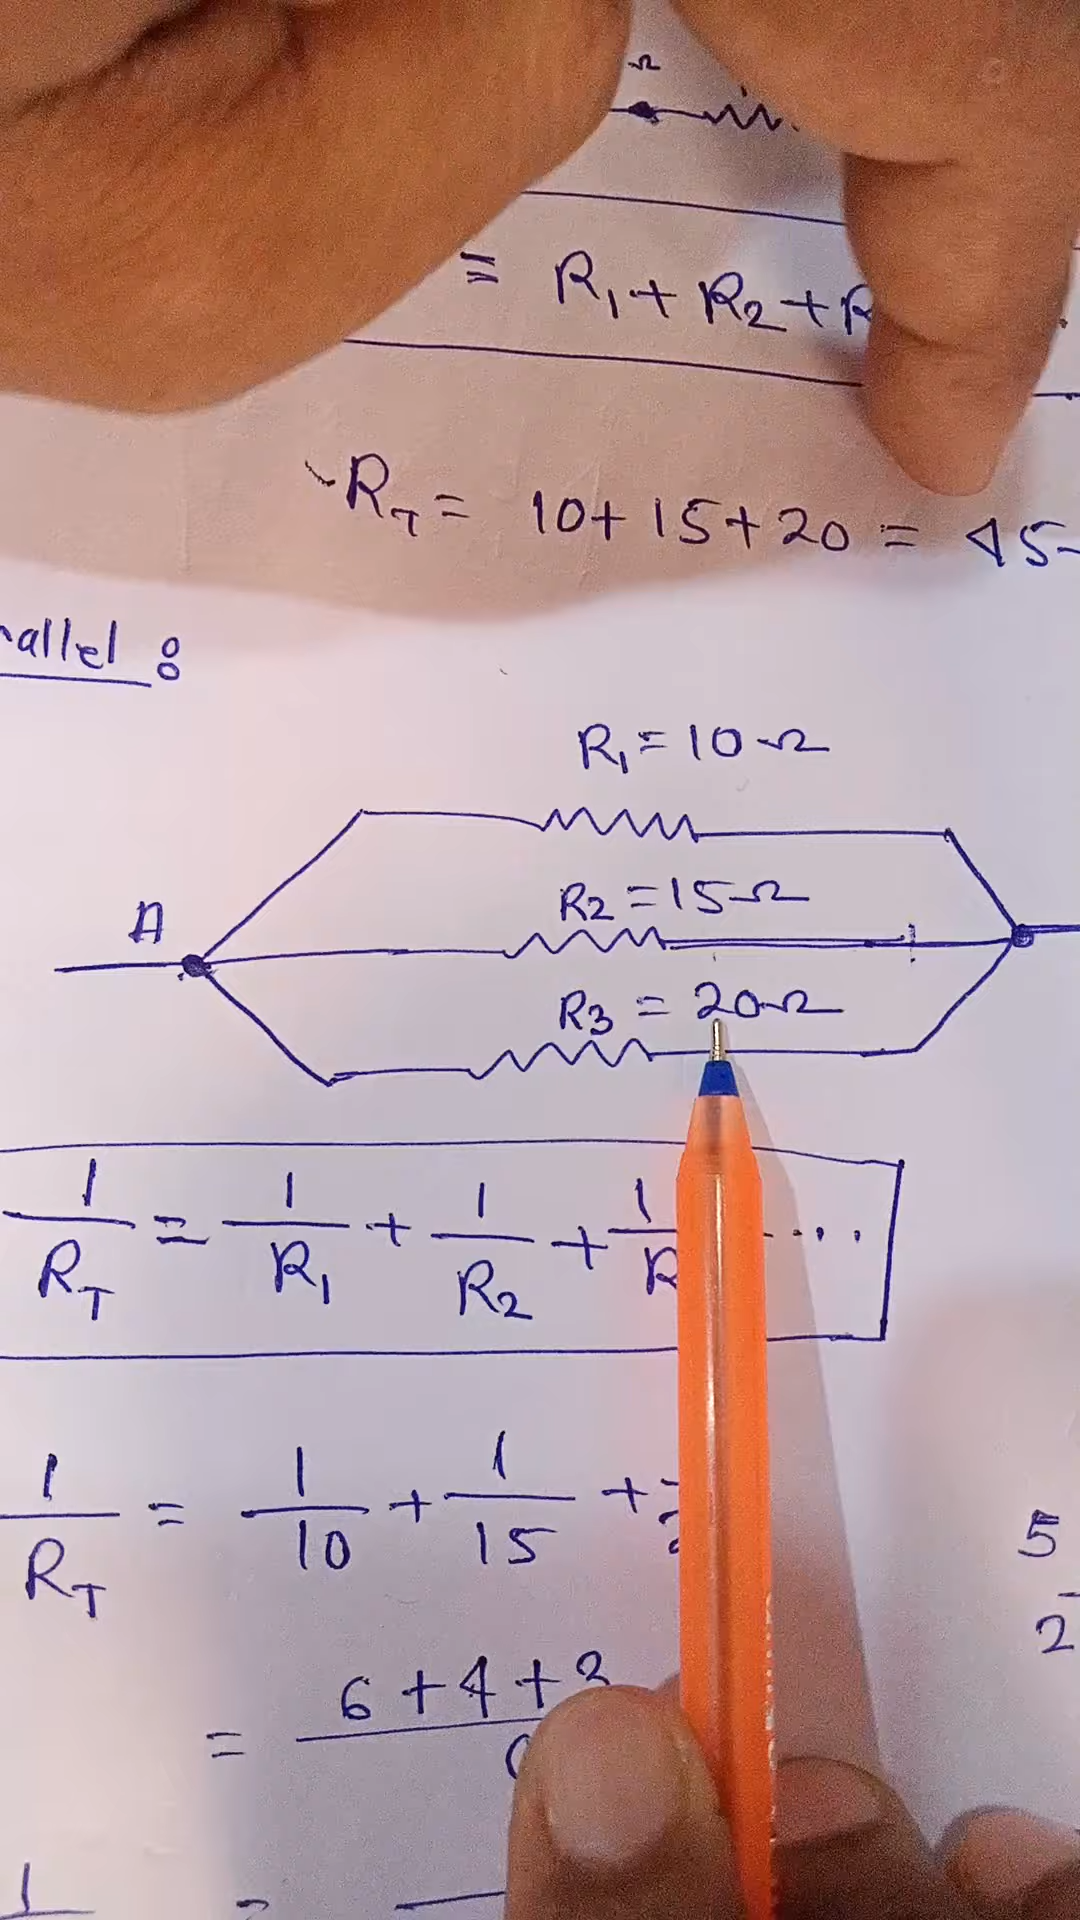 Ω
= R₁ + R₂ + R
R_T = 10 + 15 + 20 = 45
allel :
R₁ = 10 Ω
R₂ = 15 Ω
A
R₃ = 20 Ω
1/R_T = 1/R₁ + 1/R₂ + 1/R ....
1/R_T = 1/10 + 1/15 +
5
2
= 6 + 4 + 3
1 =